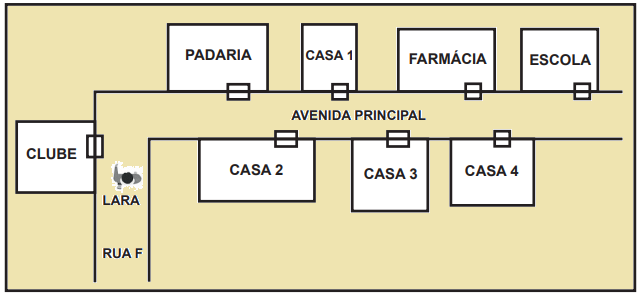 PADARIA
CASA 1
FARMÁCIA
ESCOLA
AVENIDA PRINCIPAL
CLUBE
CASA 2
CASA 3
CASA 4
LARA
RUA F